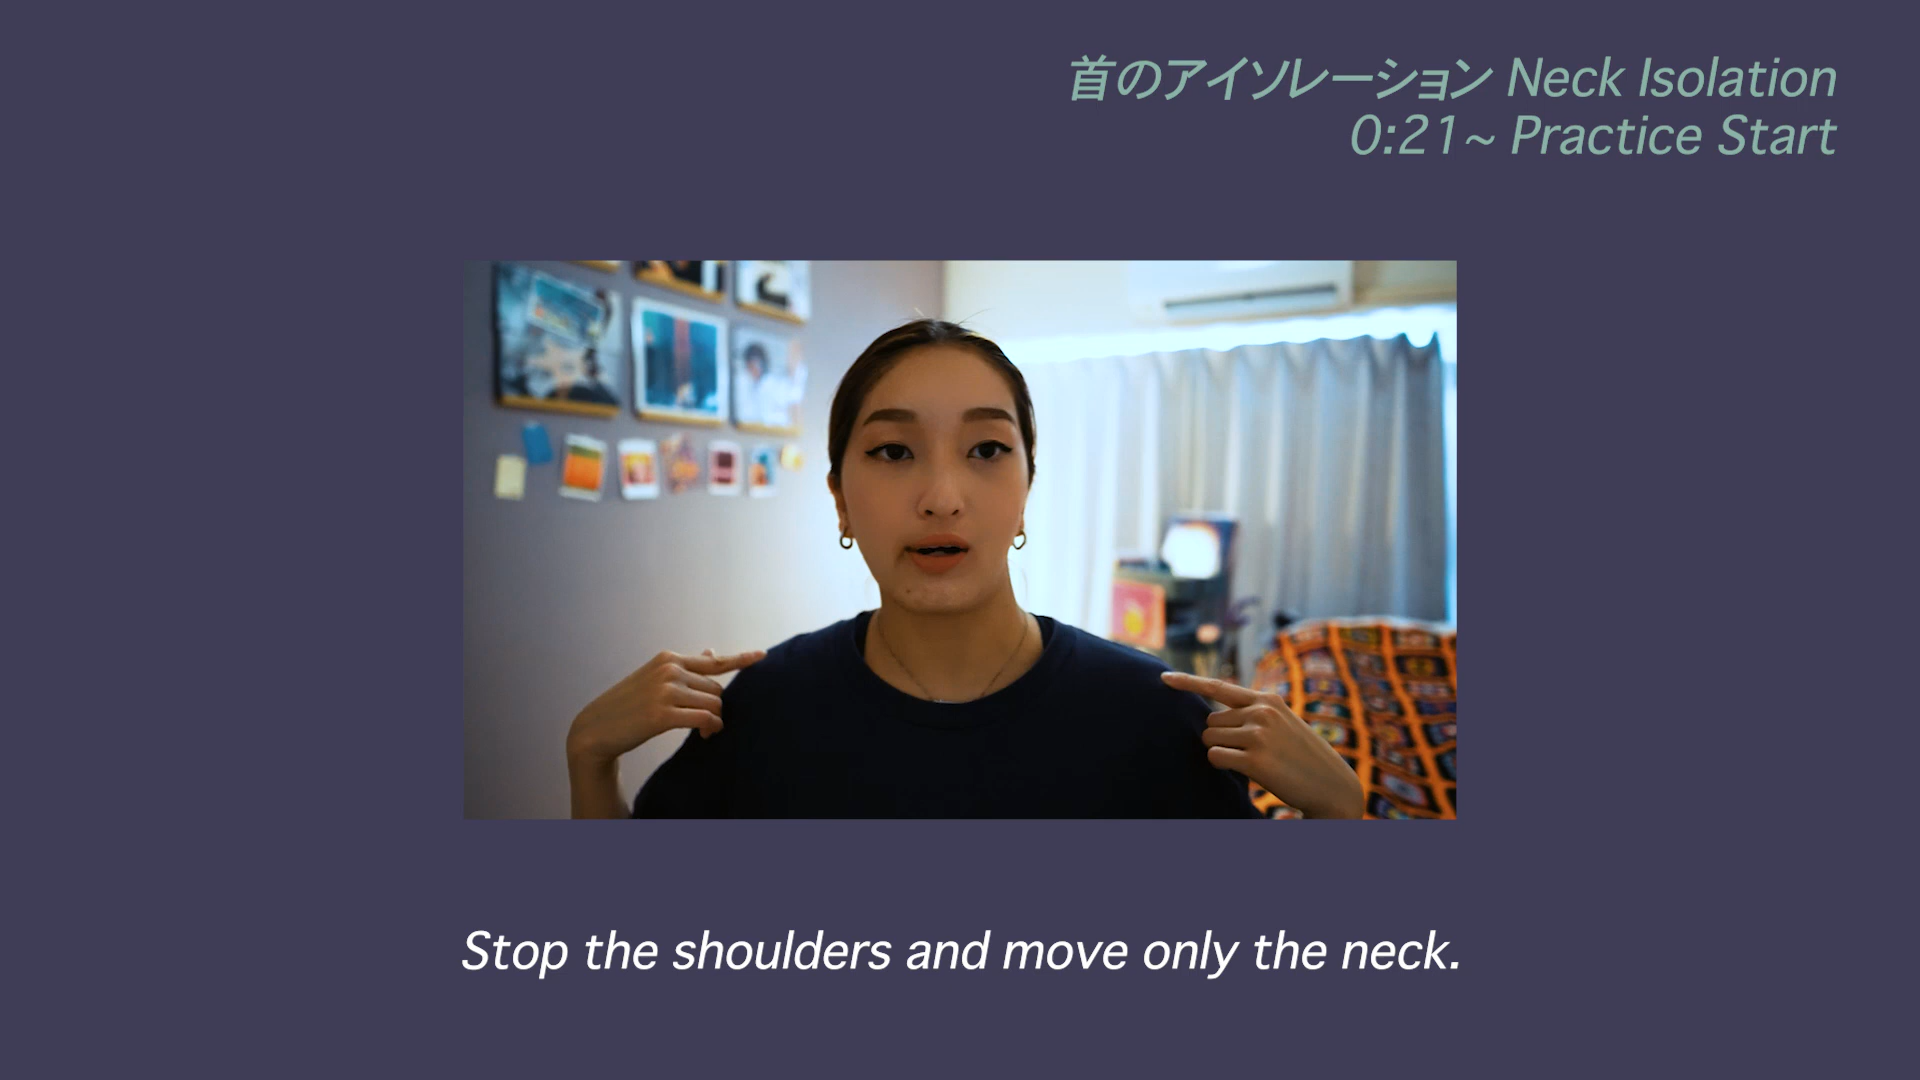 首のアイソレーション Neck Isolation
0:21~ Practice Start
Stop the shoulders and move only the neck.